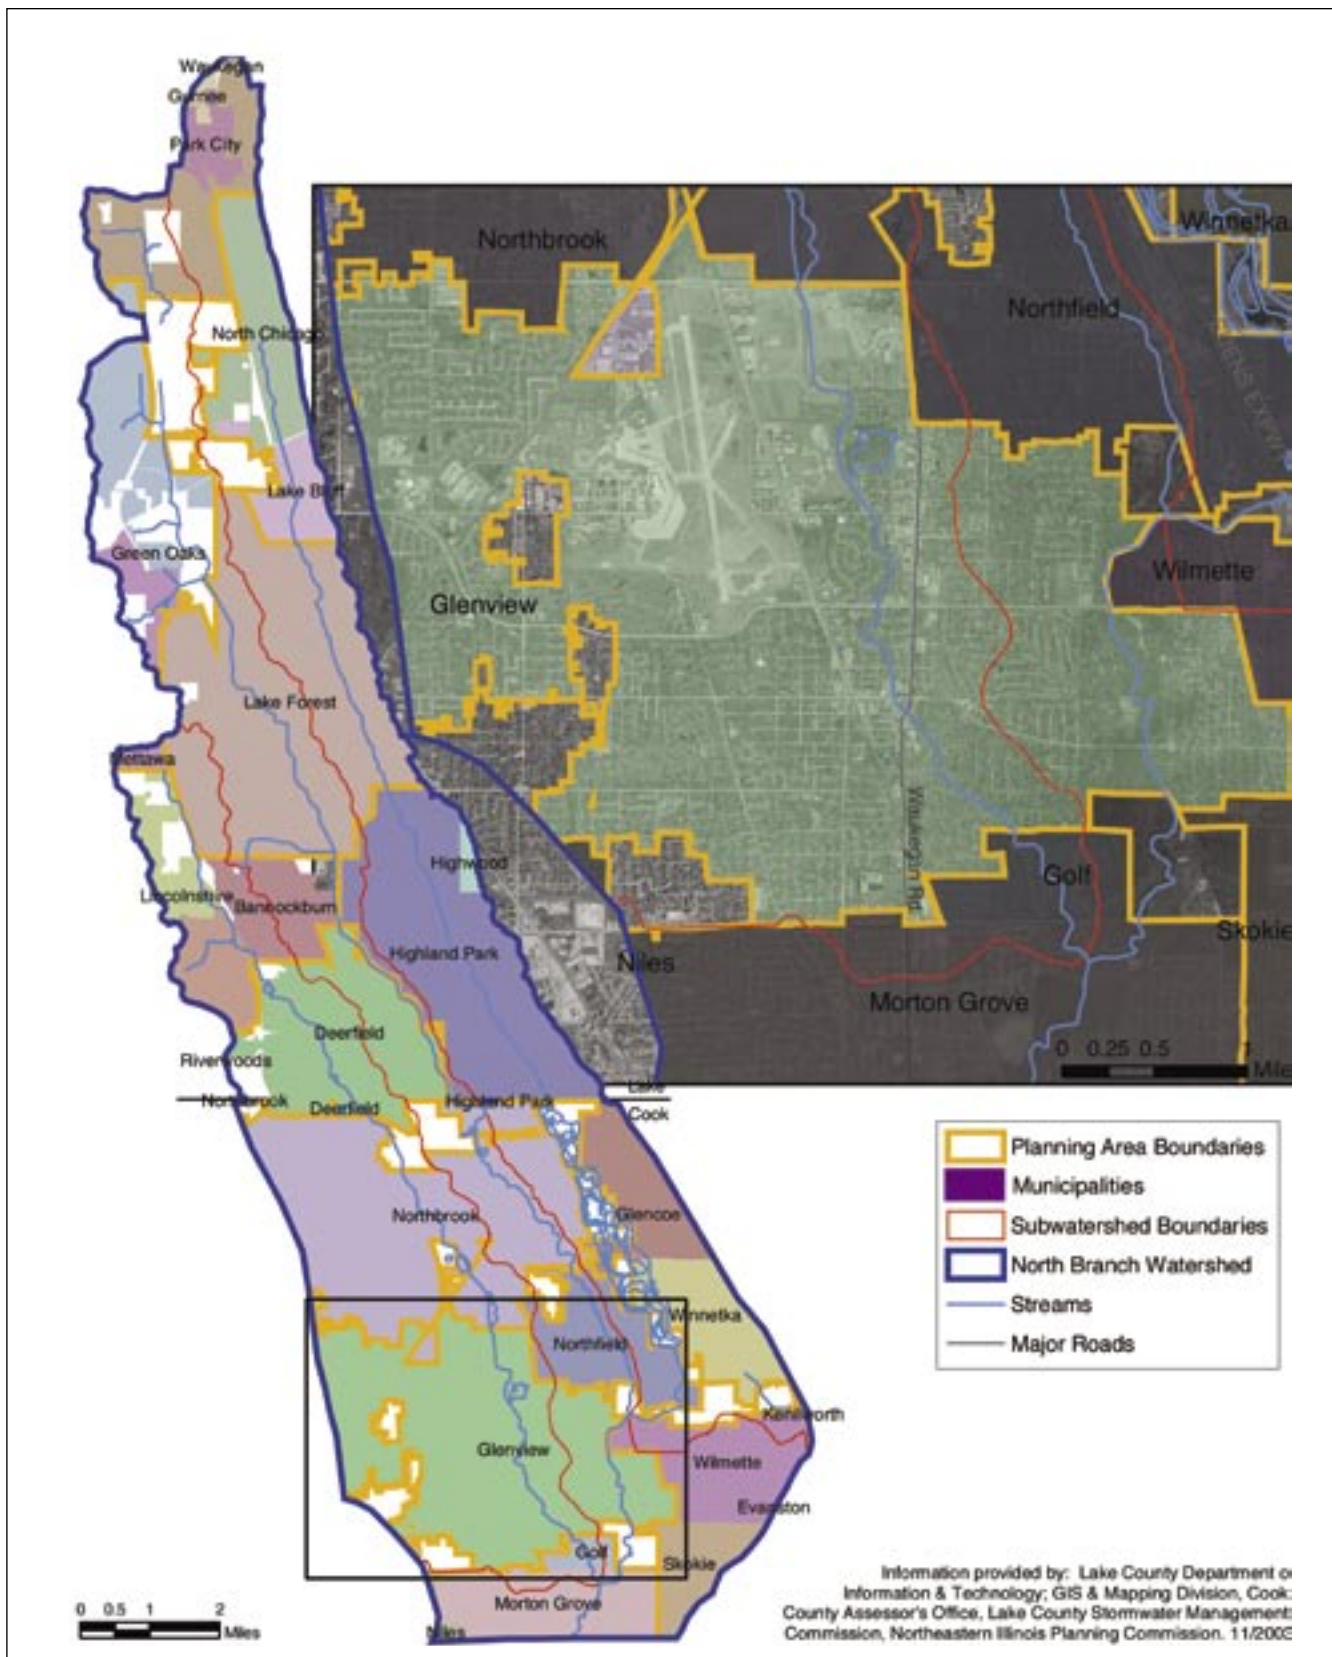 Waukegan
Gurnee
Park City
North Chicago
Lake Bluff
Green Oaks
Lake Forest
Mettawa
Highwood
Lincolnshire
Bannockburn
Highland Park
Deerfield
Riverwoods
Northbrook
Deerfield
Highland Park
Lake
Cook
Northbrook
Glencoe
Winnetka
Northfield
Kenilworth
Glenview
Wilmette
Evanston
Golf
Skokie
Morton Grove
Niles
0 0.5 1 2
Miles
Northbrook
Winnetka
Northfield
ENS EXPW
Wilmette
Glenview
Waukegan Rd
Golf
Skokie
Niles
Morton Grove
0 0.25 0.5 1
Mile
Planning Area Boundaries
Municipalities
Subwatershed Boundaries
North Branch Watershed
Streams
Major Roads
Information provided by: Lake County Department o
Information & Technology; GIS & Mapping Division, Cook
County Assessor's Office, Lake County Stormwater Management
Commission, Northeastern Illinois Planning Commission. 11/2003